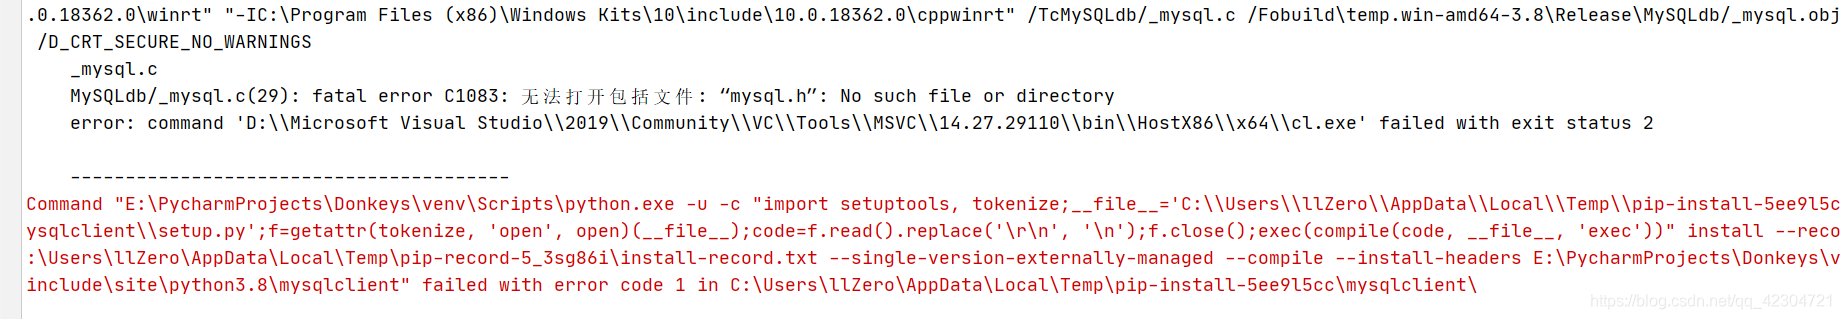 .0.18362.0\winrt" "-IC:\Program Files (x86)\Windows Kits\10\include\10.0.18362.0\cppwinrt" /TcMySQLdb/_mysql.c /Fobuild\temp.win-amd64-3.8\Release\MySQLdb/_mysql.obj
/D_CRT_SECURE_NO_WARNINGS
_mysql.c
MySQLdb/_mysql.c(29): fatal error C1083: 无法打开包括文件: “mysql.h”: No such file or directory
error: command 'D:\\Microsoft Visual Studio\\2019\\Community\\VC\\Tools\\MSVC\\14.27.29110\\bin\\HostX86\\x64\\cl.exe' failed with exit status 2
----------------------------------------
Command "E:\PycharmProjects\Donkeys\venv\Scripts\python.exe -u -c "import setuptools, tokenize;__file__='C:\\Users\\llZero\\AppData\\Local\\Temp\\pip-install-5ee9l5c
ysqlclient\\setup.py';f=getattr(tokenize, 'open', open)(__file__);code=f.read().replace('\r\n', '\n');f.close();exec(compile(code, __file__, 'exec'))" install --reco
:\Users\llZero\AppData\Local\Temp\pip-record-5_3sg86i\install-record.txt --single-version-externally-managed --compile --install-headers E:\PycharmProjects\Donkeys\v
include\site\python3.8\mysqlclient" failed with error code 1 in C:\Users\llZero\AppData\Local\Temp\pip-install-5ee9l5cc\mysqlclient\
https://blog.csdn.net/qq_42304721